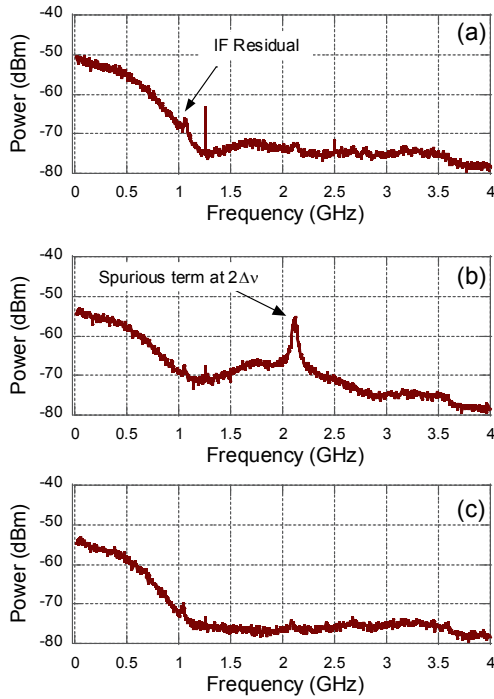 (a)
IF Residual
-40
-50
-60
-70
-80
Power (dBm)
0 0.5 1 1.5 2 2.5 3 3.5 4
Frequency (GHz)
(b)
Spurious term at 2Δν
-40
-50
-60
-70
-80
Power (dBm)
0 0.5 1 1.5 2 2.5 3 3.5 4
Frequency (GHz)
(c)
-40
-50
-60
-70
-80
Power (dBm)
0 0.5 1 1.5 2 2.5 3 3.5 4
Frequency (GHz)